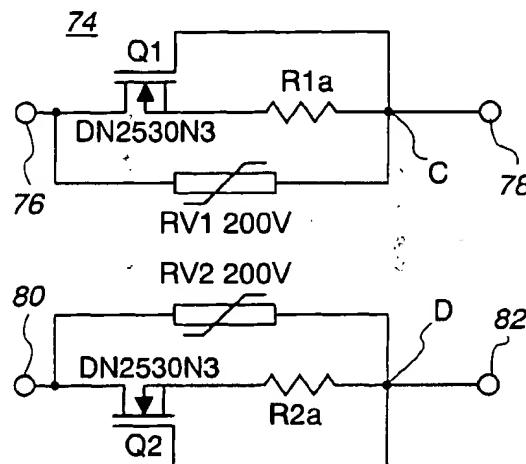 74
Q1
R1a
DN2530N3
76
C
78
RV1 200V
RV2 200V
80
D
82
DN2530N3
R2a
Q2